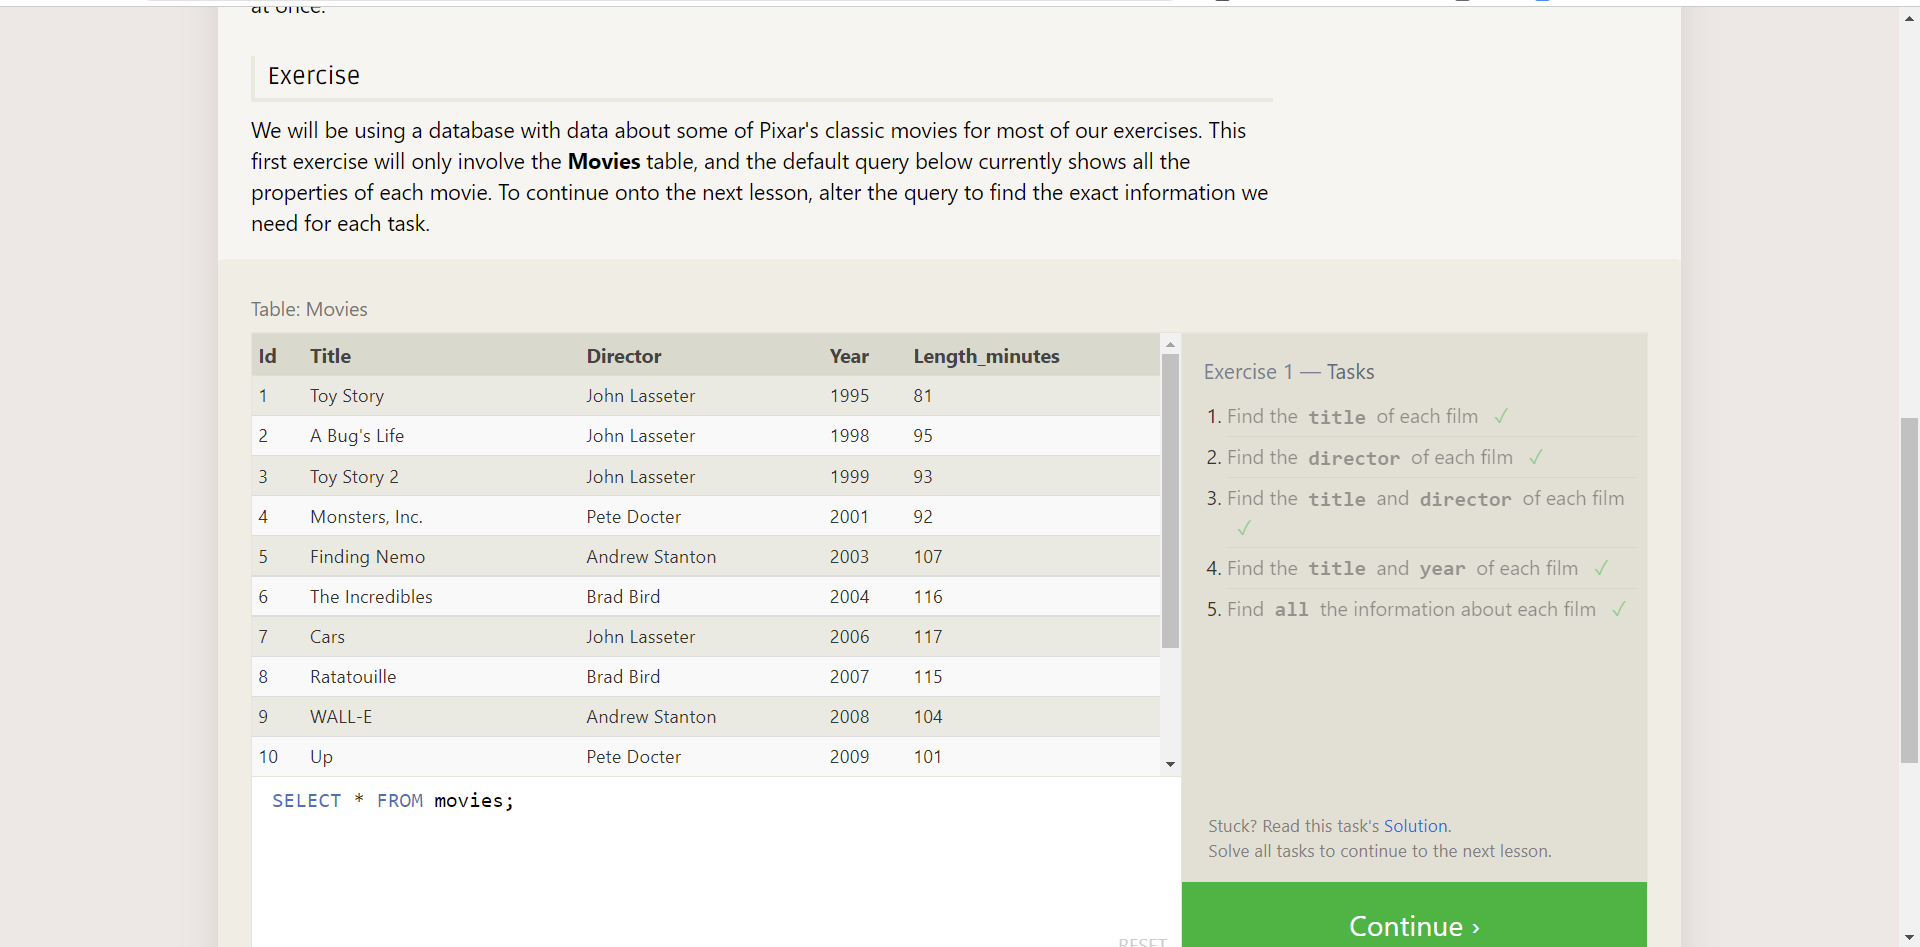 at once.
Exercise
We will be using a database with data about some of Pixar's classic movies for most of our exercises. This
first exercise will only involve the Movies table, and the default query below currently shows all the
properties of each movie. To continue onto the next lesson, alter the query to find the exact information we
need for each task.
Table: Movies
Id Title Director Year Length_minutes
1 Toy Story John Lasseter 1995 81
2 A Bug's Life John Lasseter 1998 95
3 Toy Story 2 John Lasseter 1999 93
4 Monsters, Inc. Pete Docter 2001 92
5 Finding Nemo Andrew Stanton 2003 107
6 The Incredibles Brad Bird 2004 116
7 Cars John Lasseter 2006 117
8 Ratatouille Brad Bird 2007 115
9 WALL-E Andrew Stanton 2008 104
10 Up Pete Docter 2009 101
SELECT * FROM movies;
RESET
Exercise 1 — Tasks
1. Find the title of each film ✓
2. Find the director of each film ✓
3. Find the title and director of each film
✓
4. Find the title and year of each film ✓
5. Find all the information about each film ✓
Stuck? Read this task's Solution.
Solve all tasks to continue to the next lesson.
Continue ›